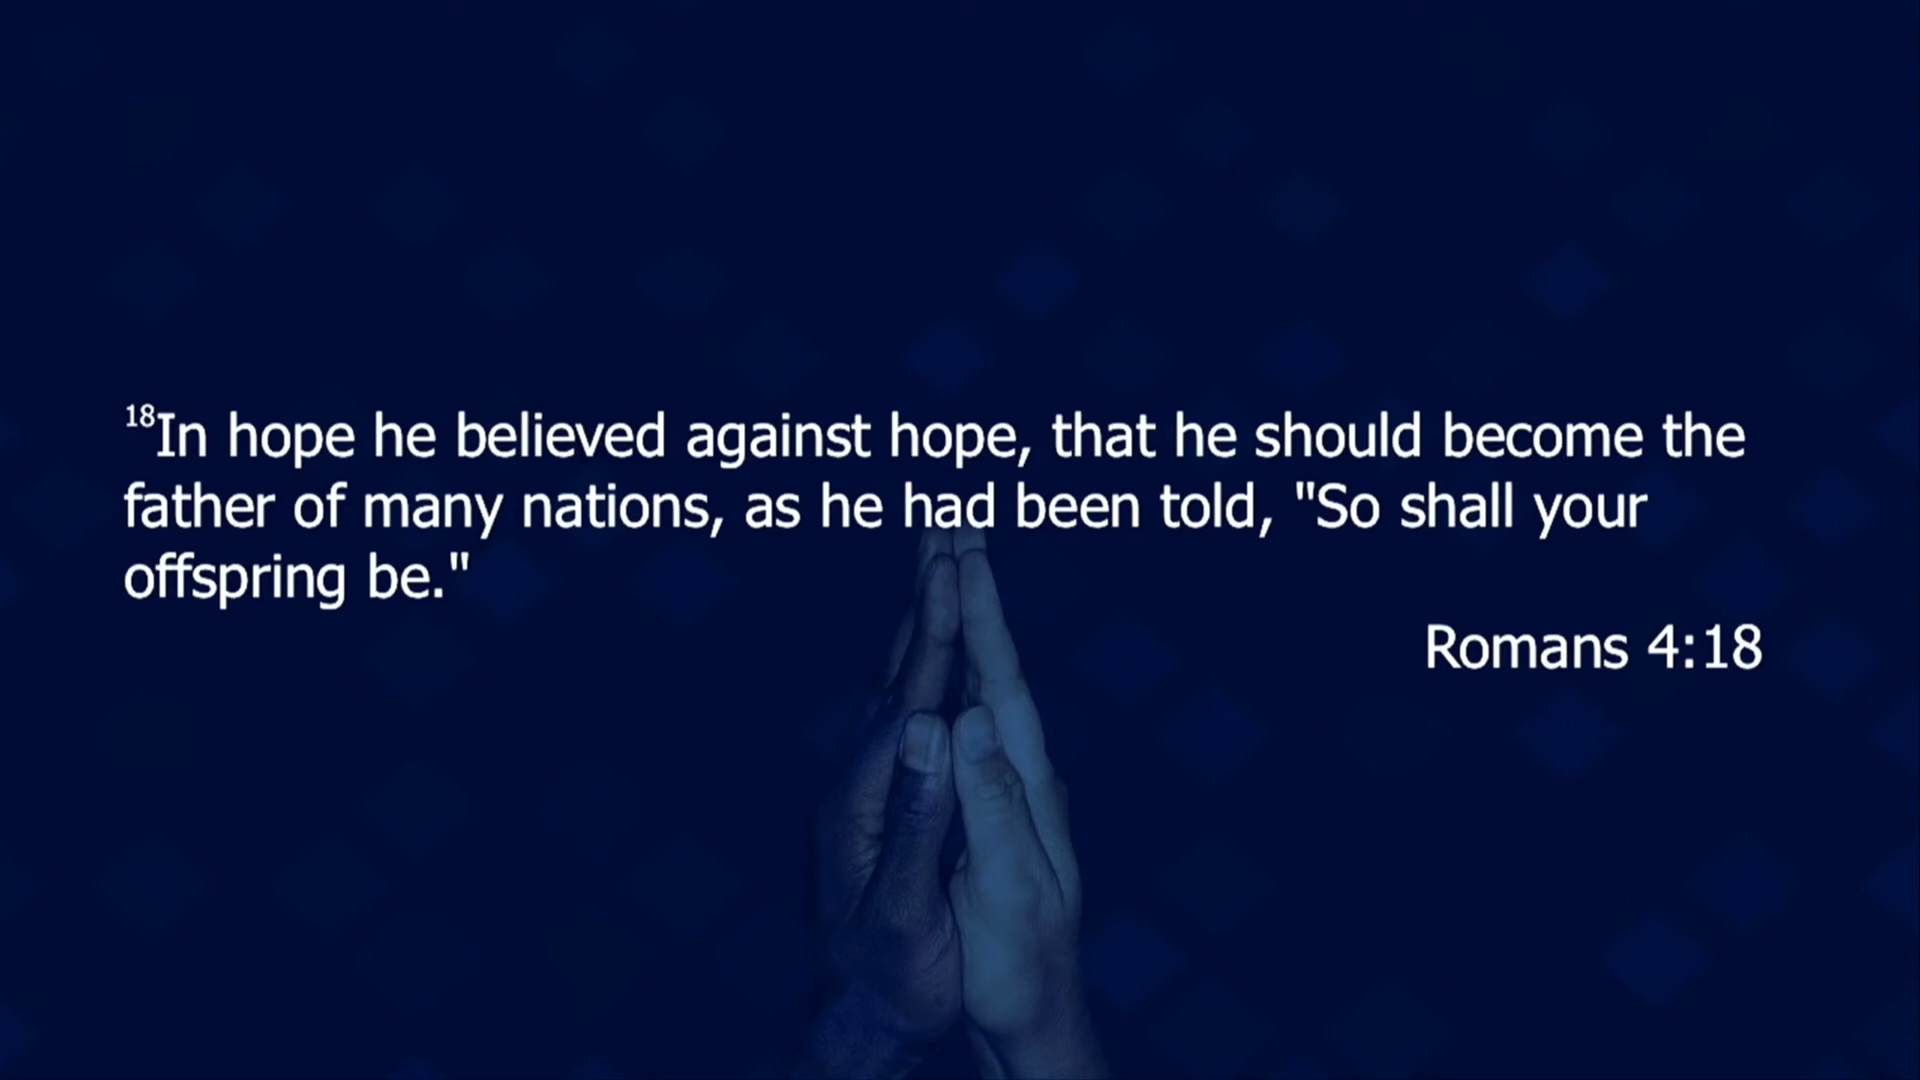 18In hope he believed against hope, that he should become the
father of many nations, as he had been told, "So shall your
offspring be."
Romans 4:18